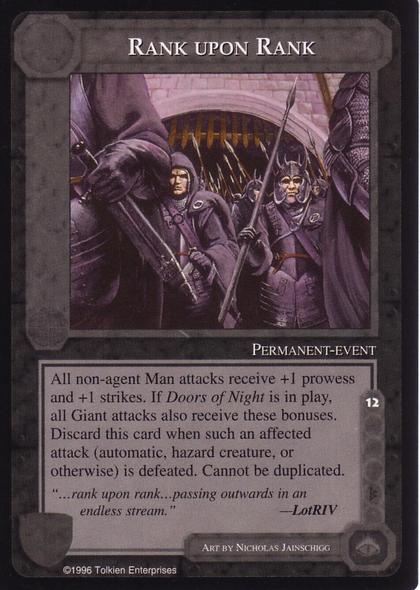 RANK UPON RANK
PERMANENT-EVENT
All non-agent Man attacks receive +1 prowess
and +1 strikes. If Doors of Night is in play,
all Giant attacks also receive these bonuses.
Discard this card when such an affected
attack (automatic, hazard creature, or
otherwise) is defeated. Cannot be duplicated.
12
“...rank upon rank...passing outwards in an
endless stream.” —LotRIV
ART BY NICHOLAS JAINSCHIGG
©1996 Tolkien Enterprises